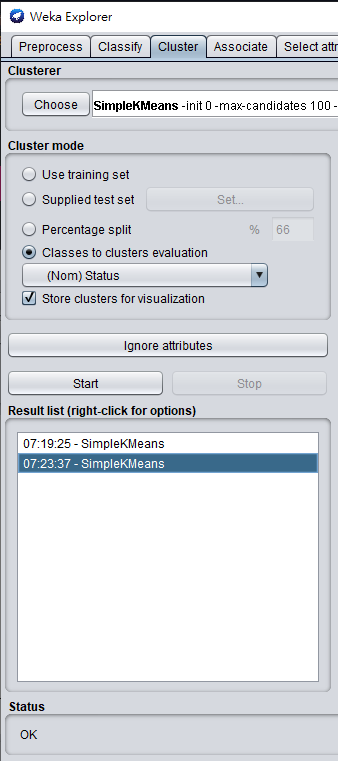 Weka Explorer
Preprocess Classify Cluster Associate Select attr
Clusterer
Choose SimpleKMeans -init 0 -max-candidates 100 -
Cluster mode
Use training set
Supplied test set Set...
Percentage split % 66
Classes to clusters evaluation
(Nom) Status
Store clusters for visualization
Ignore attributes
Start Stop
Result list (right-click for options)
07:19:25 - SimpleKMeans
07:23:37 - SimpleKMeans
Status
OK